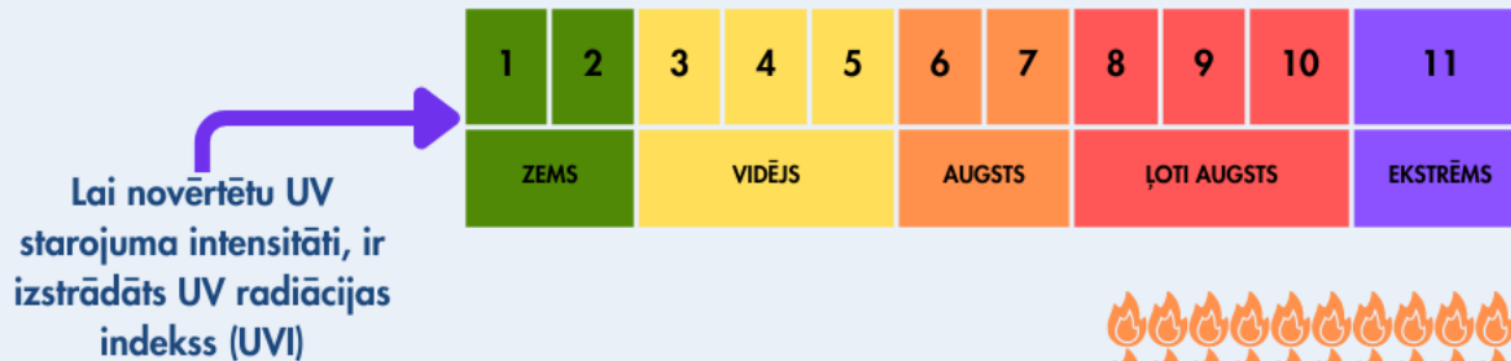 1 2 3 4 5 6 7 8 9 10 11
ZEMS VIDĒJS AUGSTS ĻOTI AUGSTS EKSTRĒMS
Lai novērtētu UV
starojuma intensitāti, ir
izstrādāts UV radiācijas
indekss (UVI)